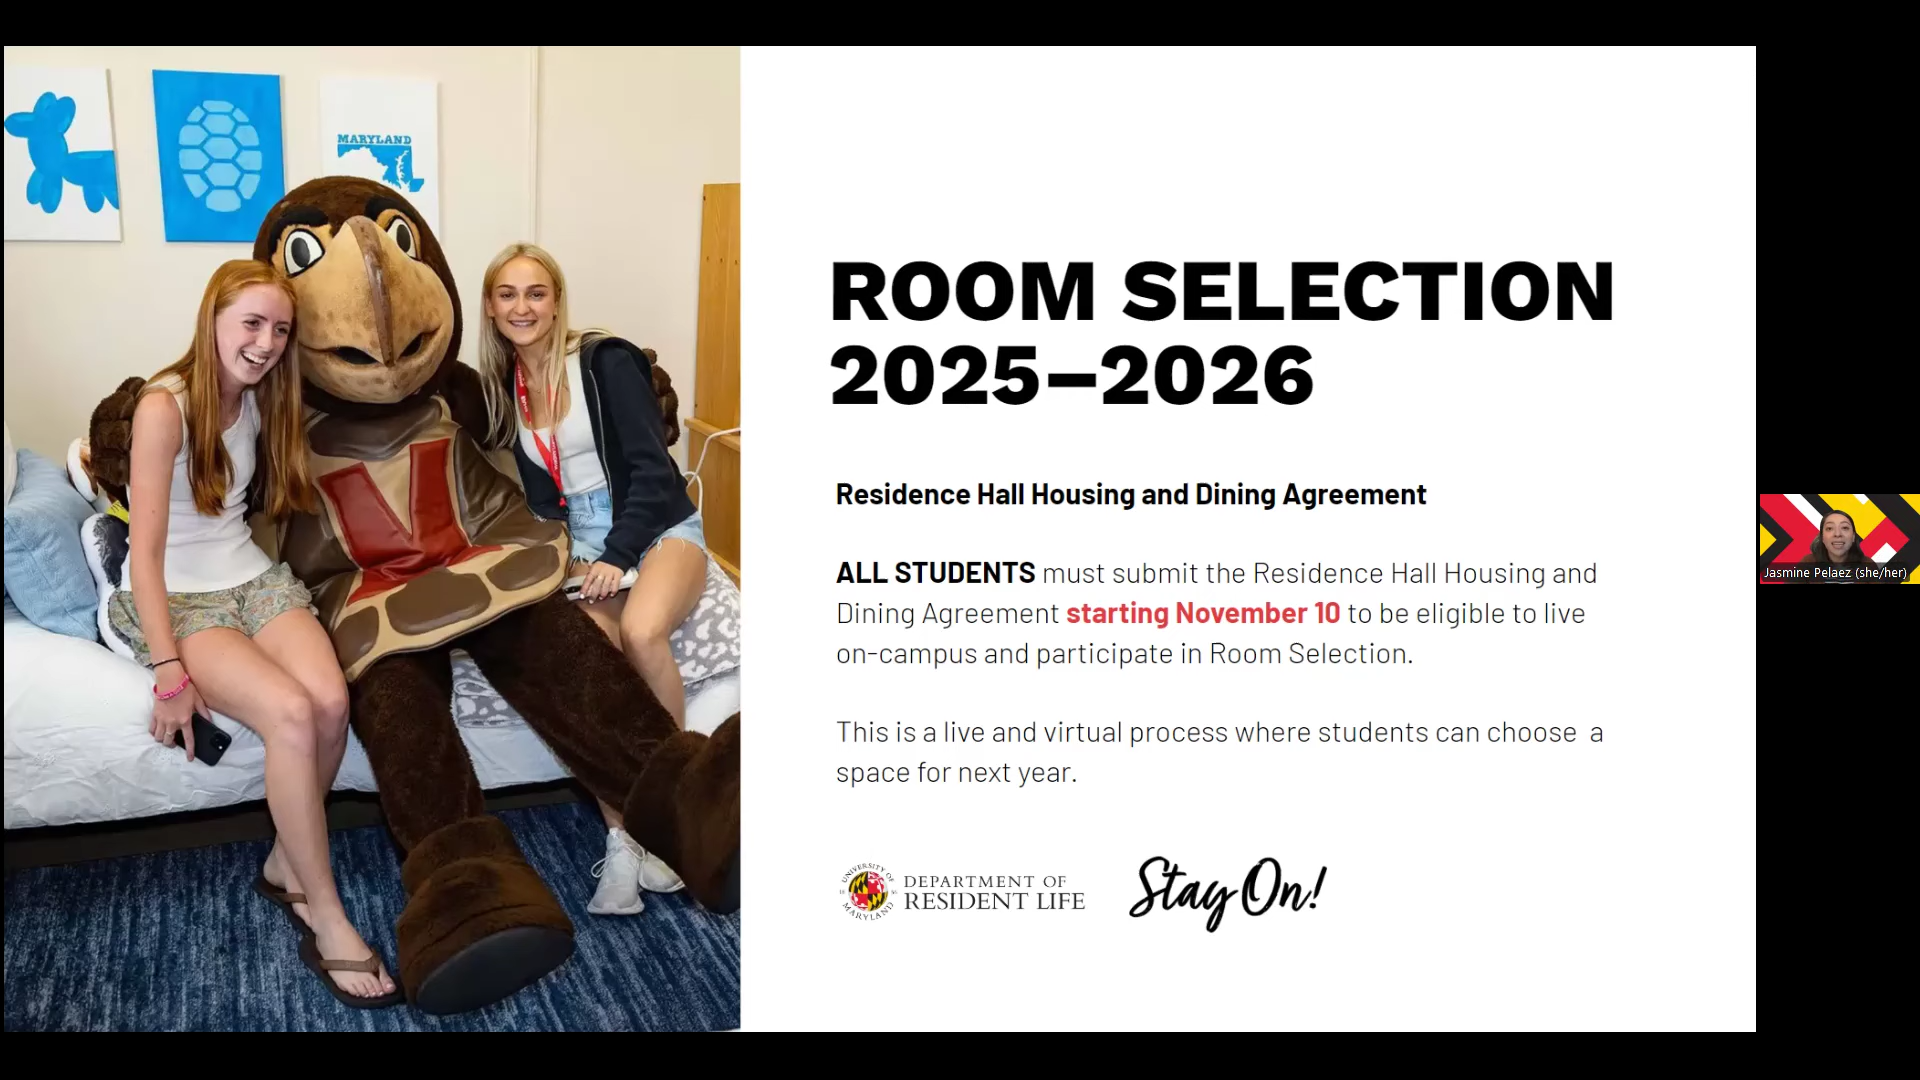 MARYLAND
M
ROOM SELECTION
2025–2026
Residence Hall Housing and Dining Agreement
ALL STUDENTS must submit the Residence Hall Housing and
Dining Agreement starting November 10 to be eligible to live
on-campus and participate in Room Selection.
This is a live and virtual process where students can choose a
space for next year.
UNIVERSITY OF
MARYLAND
DEPARTMENT OF
RESIDENT LIFE
Stay On!
Jasmine Pelaez (she/her)